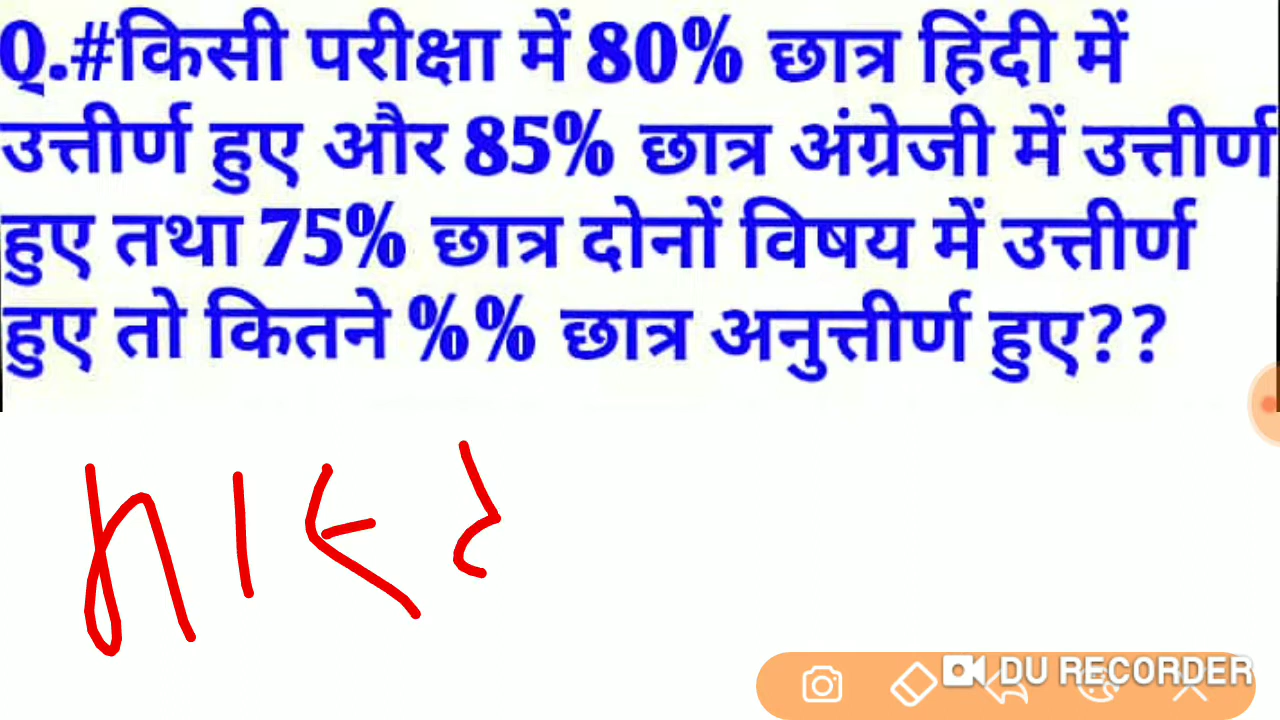 Q.#किसी परीक्षा में 80% छात्र हिंदी में
उत्तीर्ण हुए और 85% छात्र अंग्रेजी में उत्तीर्ण
हुए तथा 75% छात्र दोनों विषय में उत्तीर्ण
हुए तो कितने %% छात्र अनुत्तीर्ण हुए??
DU RECORDER